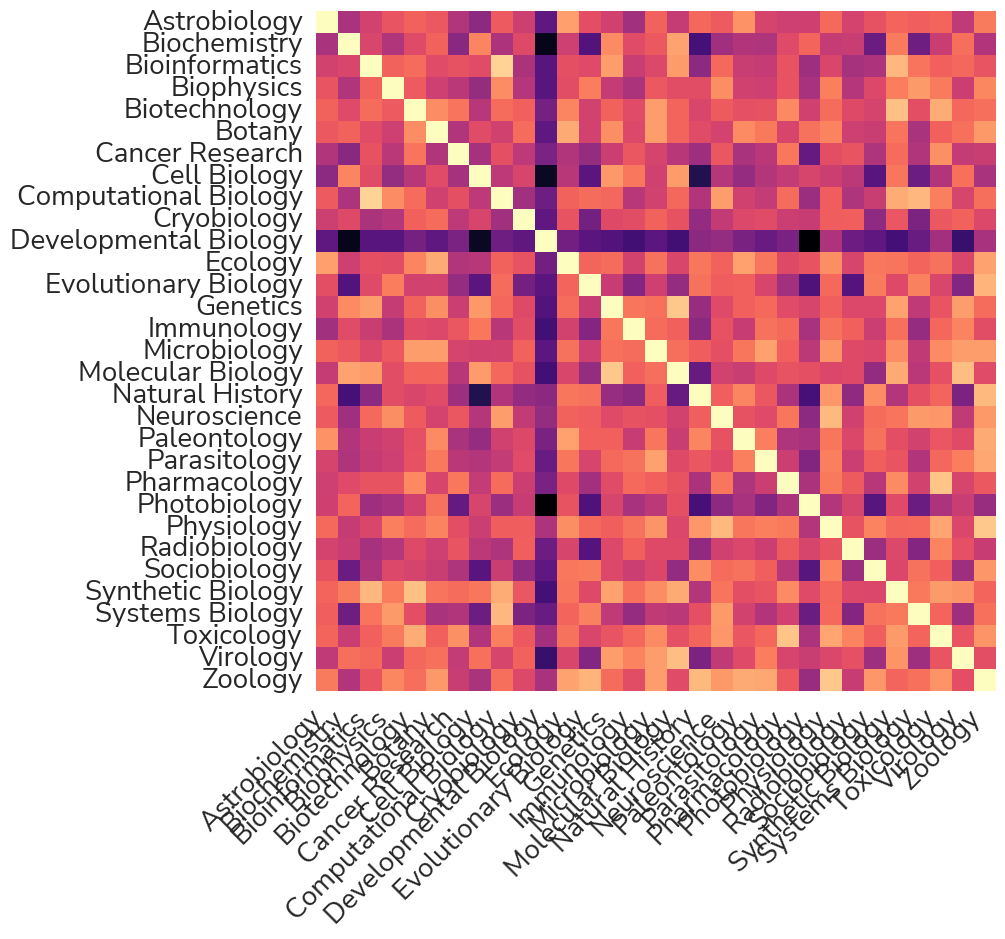 Astrobiology
Biochemistry
Bioinformatics
Biophysics
Biotechnology
Botany
Cancer Research
Cell Biology
Computational Biology
Cryobiology
Developmental Biology
Ecology
Evolutionary Biology
Genetics
Immunology
Microbiology
Molecular Biology
Natural History
Neuroscience
Paleontology
Parasitology
Pharmacology
Photobiology
Physiology
Radiobiology
Sociobiology
Synthetic Biology
Systems Biology
Toxicology
Virology
Zoology
Astrobiology
Biochemistry
Bioinformatics
Biophysics
Biotechnology
Botany
Cancer Research
Cell Biology
Computational Biology
Cryobiology
Developmental Biology
Ecology
Evolutionary Biology
Genetics
Immunology
Microbiology
Molecular Biology
Natural History
Neuroscience
Paleontology
Parasitology
Pharmacology
Photobiology
Physiology
Radiobiology
Sociobiology
Synthetic Biology
Systems Biology
Toxicology
Virology
Zoology